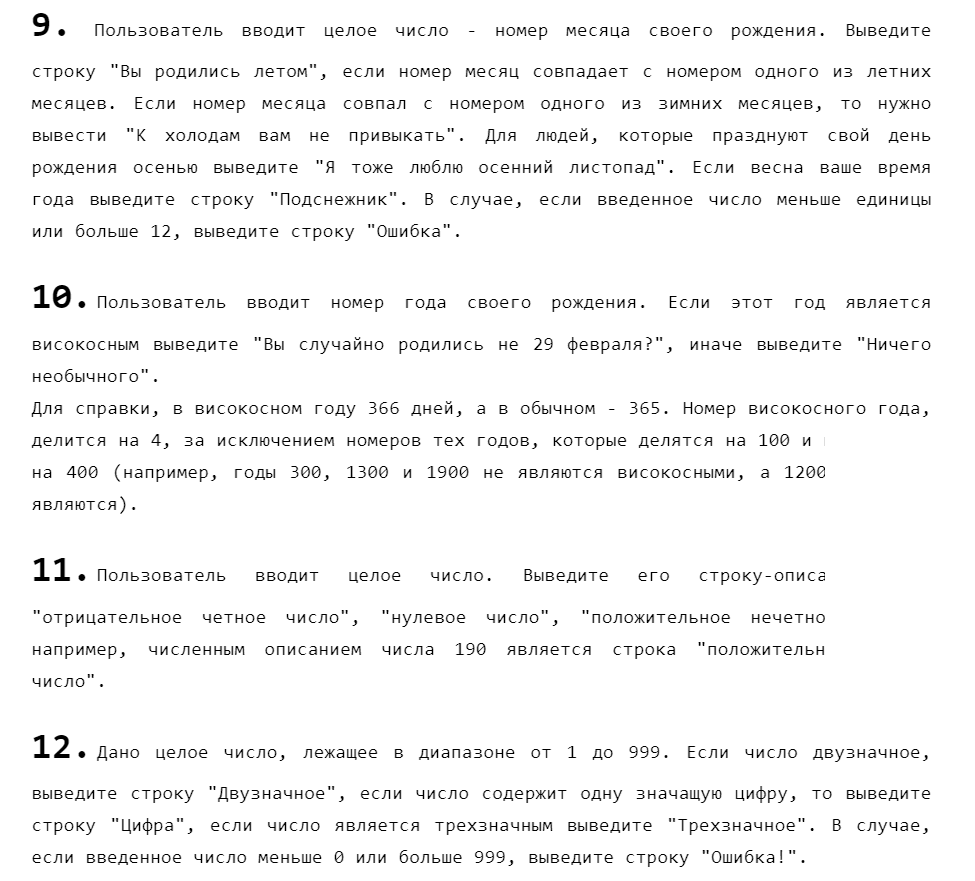 9. Пользователь вводит целое число - номер месяца своего рождения. Выведите
строку "Вы родились летом", если номер месяц совпадает с номером одного из летних
месяцев. Если номер месяца совпал с номером одного из зимних месяцев, то нужно
вывести "К холодам вам не привыкать". Для людей, которые празднуют свой день
рождения осенью выведите "Я тоже люблю осенний листопад". Если весна ваше время
года выведите строку "Подснежник". В случае, если введенное число меньше единицы
или больше 12, выведите строку "Ошибка".
10. Пользователь вводит номер года своего рождения. Если этот год является
високосным выведите "Вы случайно родились не 29 февраля?", иначе выведите "Ничего
необычного".
Для справки, в високосном году 366 дней, а в обычном - 365. Номер високосного года,
делится на 4, за исключением номеров тех годов, которые делятся на 100 и
на 400 (например, годы 300, 1300 и 1900 не являются високосными, а 1200
являются).
11. Пользователь вводит целое число. Выведите его строку-описа
"отрицательное четное число", "нулевое число", "положительное нечетно
например, численным описанием числа 190 является строка "положительн
число".
12. Дано целое число, лежащее в диапазоне от 1 до 999. Если число двузначное,
выведите строку "Двузначное", если число содержит одну значащую цифру, то выведите
строку "Цифра", если число является трехзначным выведите "Трехзначное". В случае,
если введенное число меньше 0 или больше 999, выведите строку "Ошибка!".